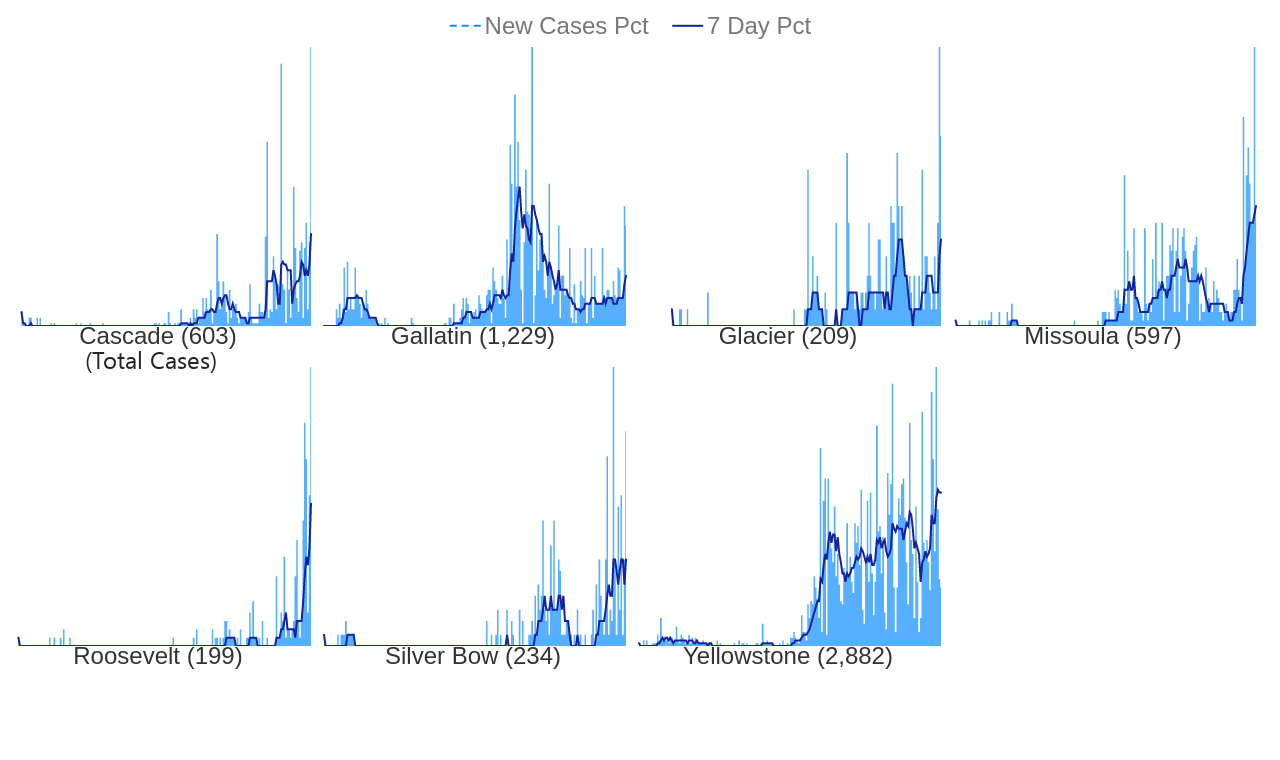 New Cases Pct 7 Day Pct
Cascade (603) Gallatin (1,229) Glacier (209) Missoula (597)
(Total Cases)
Roosevelt (199) Silver Bow (234) Yellowstone (2,882)